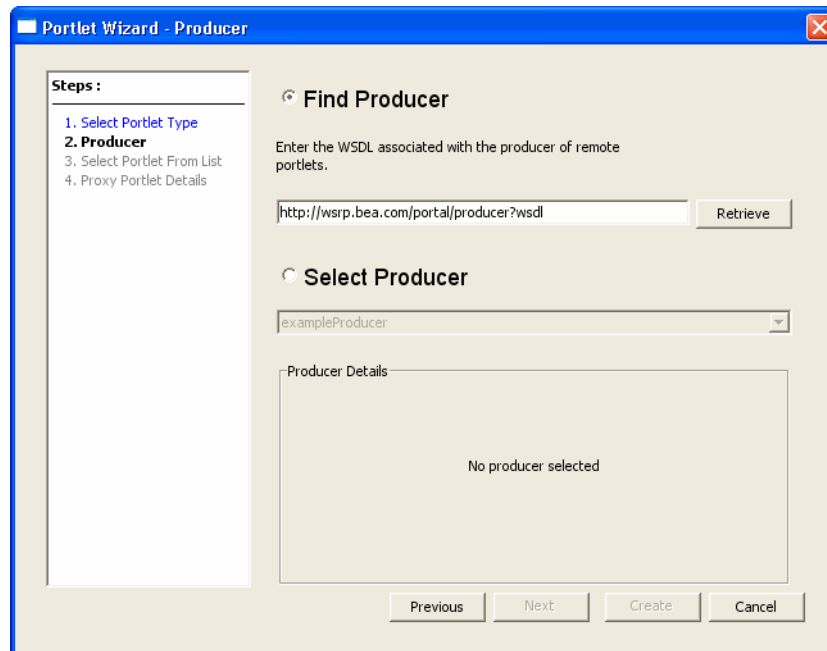 Portlet Wizard - Producer
Steps :
1. Select Portlet Type
2. Producer
3. Select Portlet From List
4. Proxy Portlet Details
Find Producer
Enter the WSDL associated with the producer of remote
portlets.
http://wsrp.bea.com/portal/producer?wsdl
Retrieve
Select Producer
exampleProducer
Producer Details
No producer selected
Previous
Next
Create
Cancel